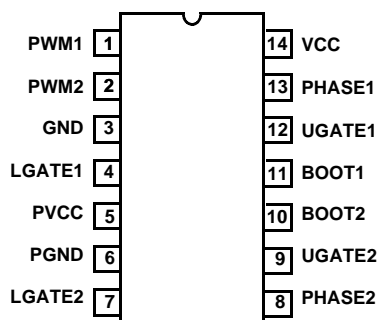 PWM1 1 14 VCC
PWM2 2 13 PHASE1
GND 3 12 UGATE1
LGATE1 4 11 BOOT1
PVCC 5 10 BOOT2
PGND 6 9 UGATE2
LGATE2 7 8 PHASE2